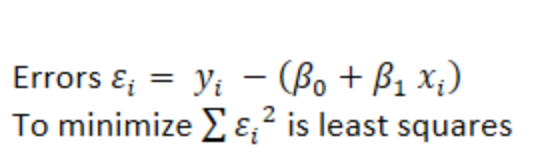 Errors εᵢ = yᵢ − (β₀ + β₁ xᵢ)
To minimize ∑ εᵢ² is least squares